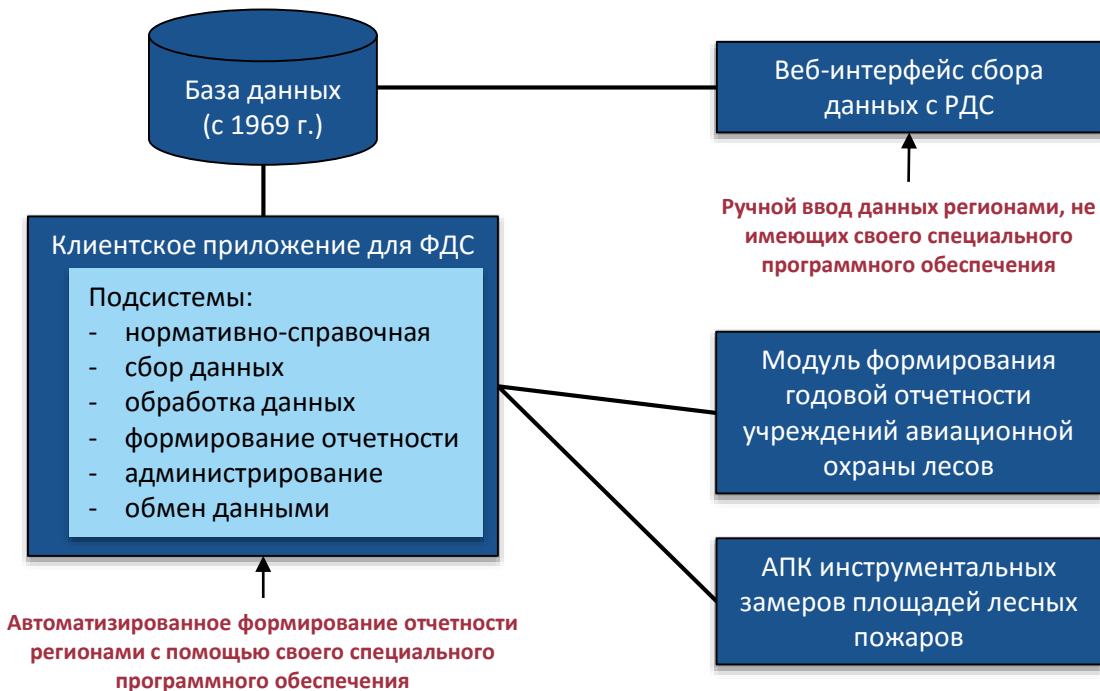 База данных
(с 1969 г.)
Веб-интерфейс сбора
данных с РДС
Ручной ввод данных регионами, не
имеющих своего специального
программного обеспечения
Клиентское приложение для ФДС
Подсистемы:
- нормативно-справочная
- сбор данных
- обработка данных
- формирование отчетности
- администрирование
- обмен данными
Модуль формирования
годовой отчетности
учреждений авиационной
охраны лесов
АПК инструментальных
замеров площадей лесных
пожаров
Автоматизированное формирование отчетности
регионами с помощью своего специального
программного обеспечения